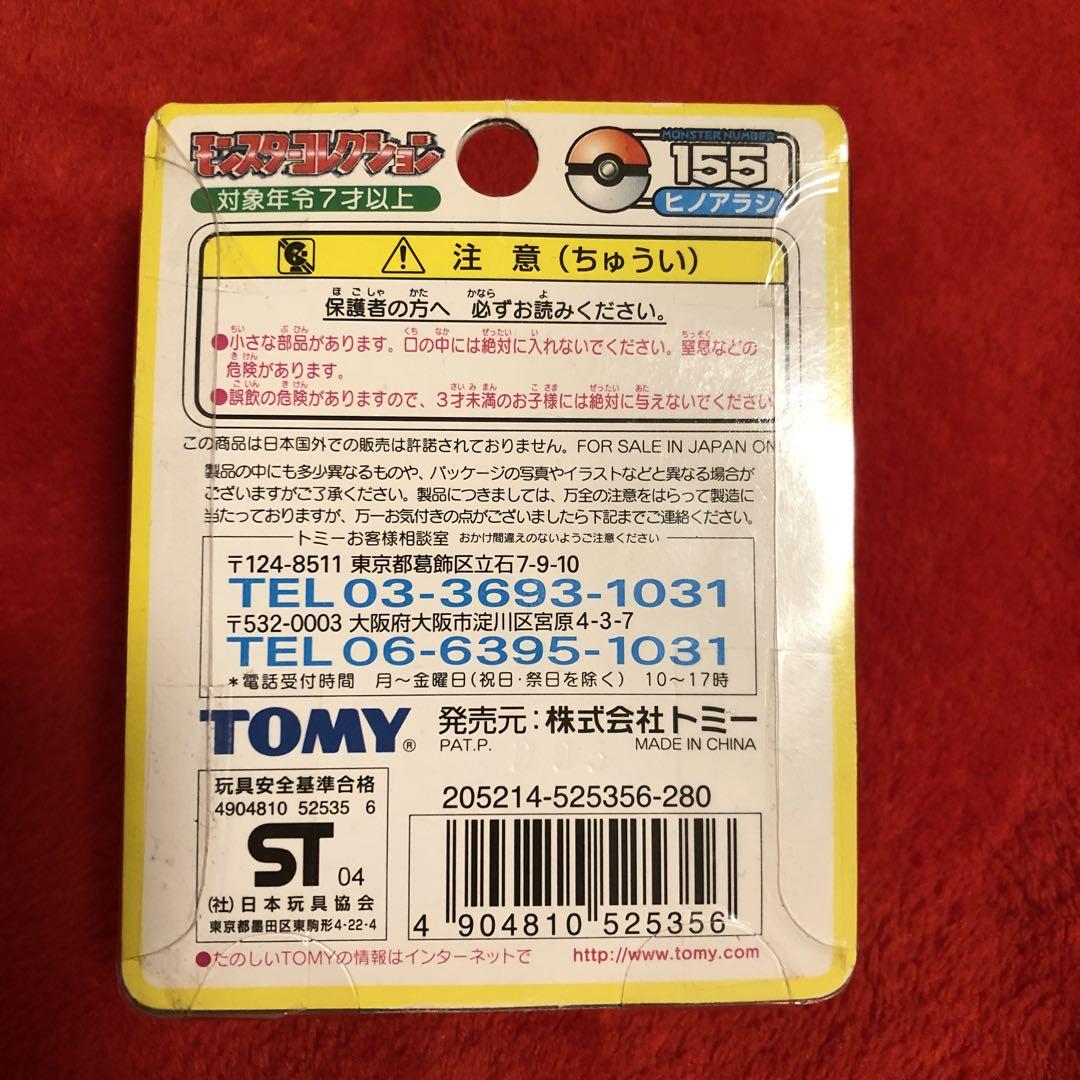 モンスターコレクション
対象年令7才以上
MONSTER NUMBER
155
ヒノアラシ
注 意 (ちゅうい)
保護者の方へ 必ずお読みください。
●小さな部品があります。口の中には絶対に入れないでください。窒息などの
危険があります。
●誤飲の危険がありますので、3才未満のお子様には絶対に与えないでください
この商品は日本国外での販売は許諾されておりません。FOR SALE IN JAPAN ON
製品の中にも多少異なるものや、パッケージの写真やイラストなどと異なる場合が
ございますがご了承ください。製品につきましては、万全の注意をはらって製造に
当たっておりますが、万一お気付きの点がございましたら下記までご連絡ください。
トミーお客様相談室 おかけ間違えのないようご注意ください
〒124-8511 東京都葛飾区立石7-9-10
TEL 03-3693-1031
〒532-0003 大阪府大阪市淀川区宮原4-3-7
TEL 06-6395-1031
*電話受付時間 月〜金曜日(祝日・祭日を除く) 10〜17時
TOMY®
発売元:株式会社トミー
PAT.P. MADE IN CHINA
玩具安全基準合格
4904810 52535 6
ST 04
(社)日本玩具協会
東京都墨田区東駒形4-22-4
205214-525356-280
4 904810 525356
●たのしいTOMYの情報はインターネットで http://www.tomy.com